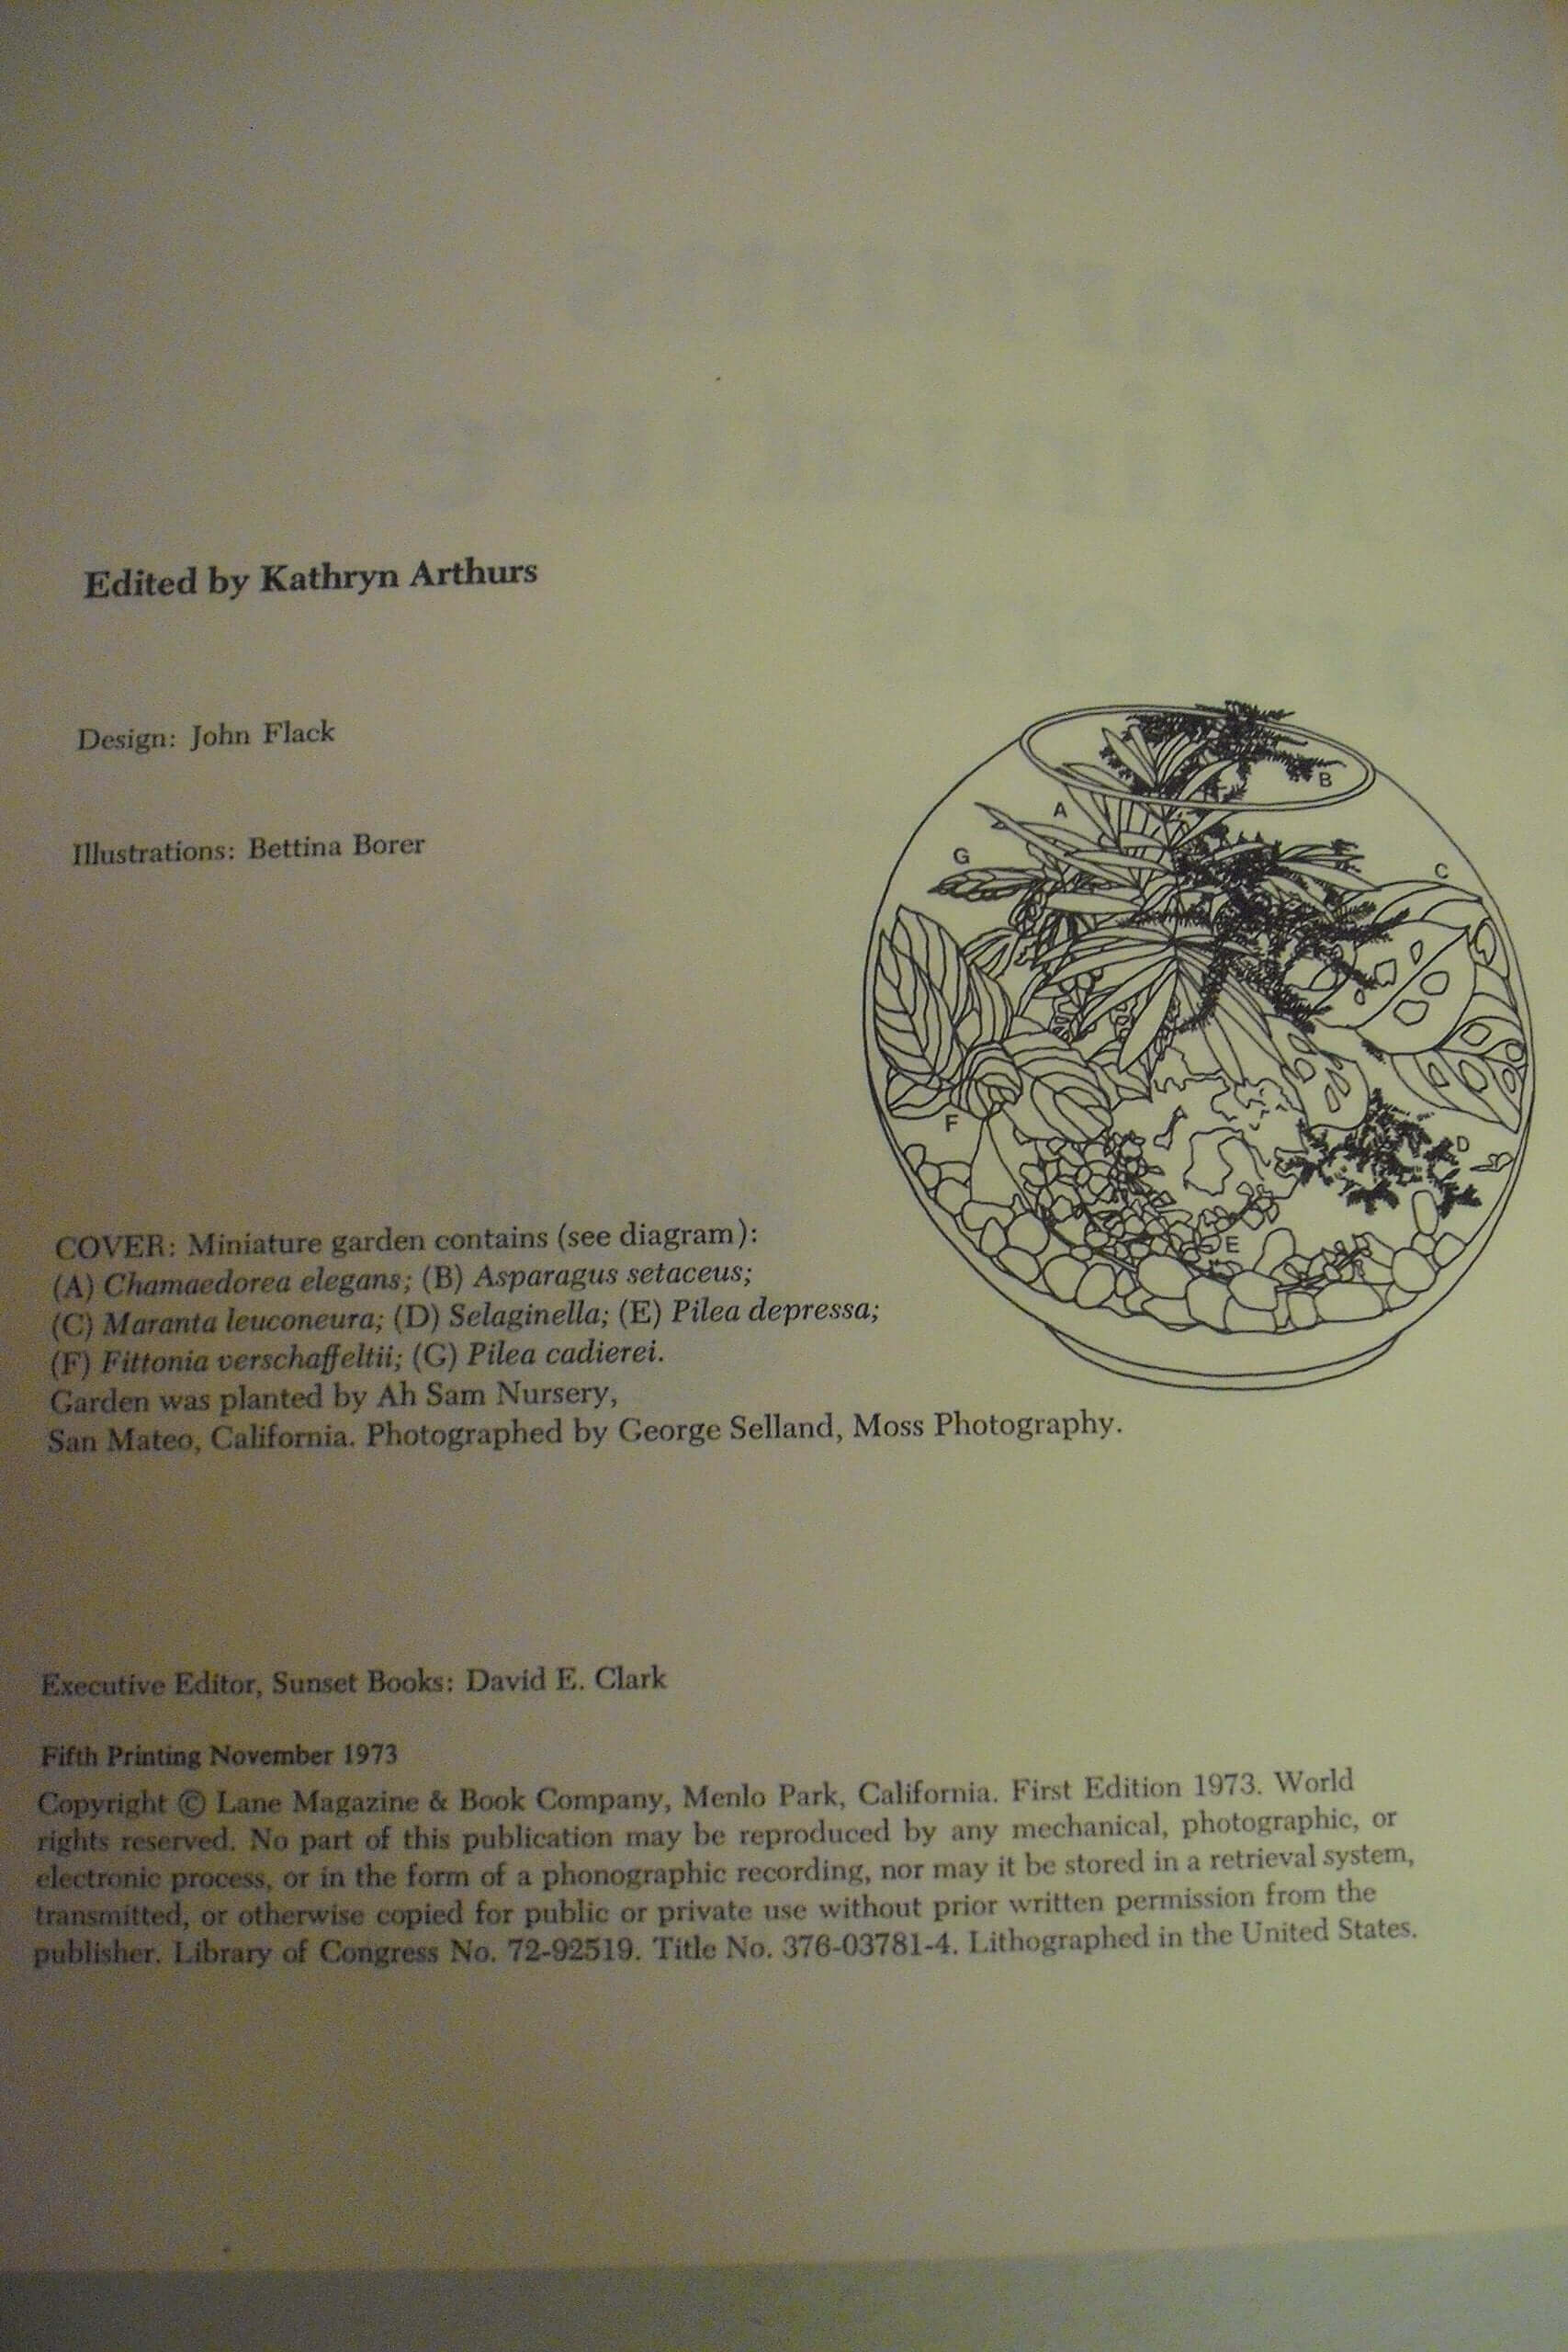 Edited by Kathryn Arthurs
Design: John Flack
Illustrations: Bettina Borer
A
B
G
C
F
D
E
COVER: Miniature garden contains (see diagram):
(A) Chamaedorea elegans; (B) Asparagus setaceus;
(C) Maranta leuconeura; (D) Selaginella; (E) Pilea depressa;
(F) Fittonia verschaffeltii; (G) Pilea cadierei.
Garden was planted by Ah Sam Nursery,
San Mateo, California. Photographed by George Selland, Moss Photography.
Executive Editor, Sunset Books: David E. Clark
Fifth Printing November 1973
Copyright © Lane Magazine & Book Company, Menlo Park, California. First Edition 1973. World
rights reserved. No part of this publication may be reproduced by any mechanical, photographic, or
electronic process, or in the form of a phonographic recording, nor may it be stored in a retrieval system,
transmitted, or otherwise copied for public or private use without prior written permission from the
publisher. Library of Congress No. 72-92519. Title No. 376-03781-4. Lithographed in the United States.